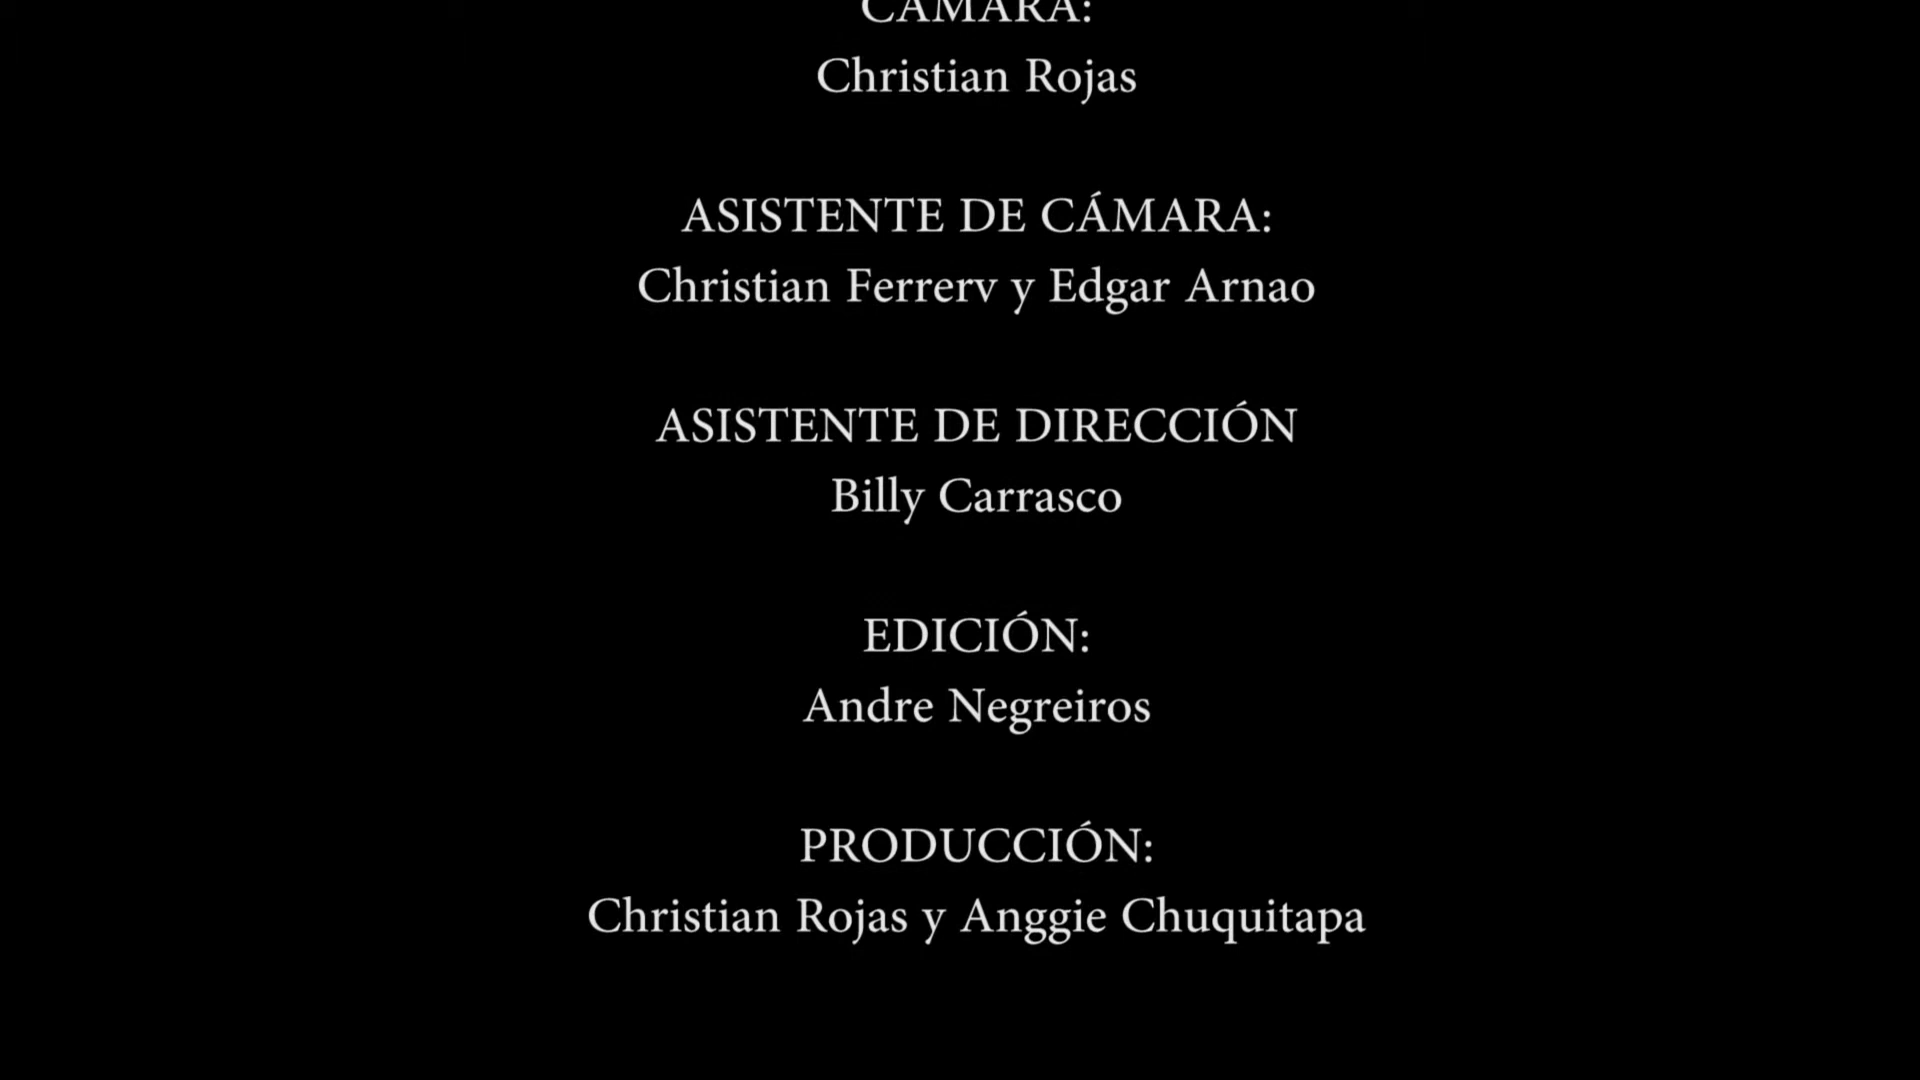 CÁMARA:
Christian Rojas
ASISTENTE DE CÁMARA:
Christian Ferrerv y Edgar Arnao
ASISTENTE DE DIRECCIÓN
Billy Carrasco
EDICIÓN:
Andre Negreiros
PRODUCCIÓN:
Christian Rojas y Anggie Chuquitapa